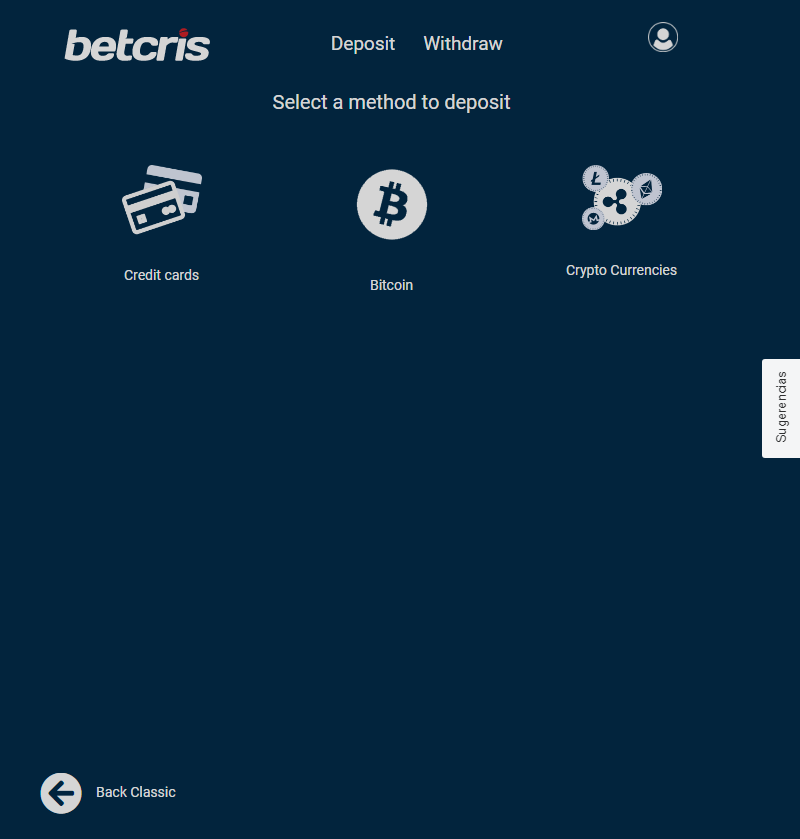 betcris
Deposit
Withdraw
Select a method to deposit
Credit cards
Bitcoin
Crypto Currencies
Sugerencias
Back Classic